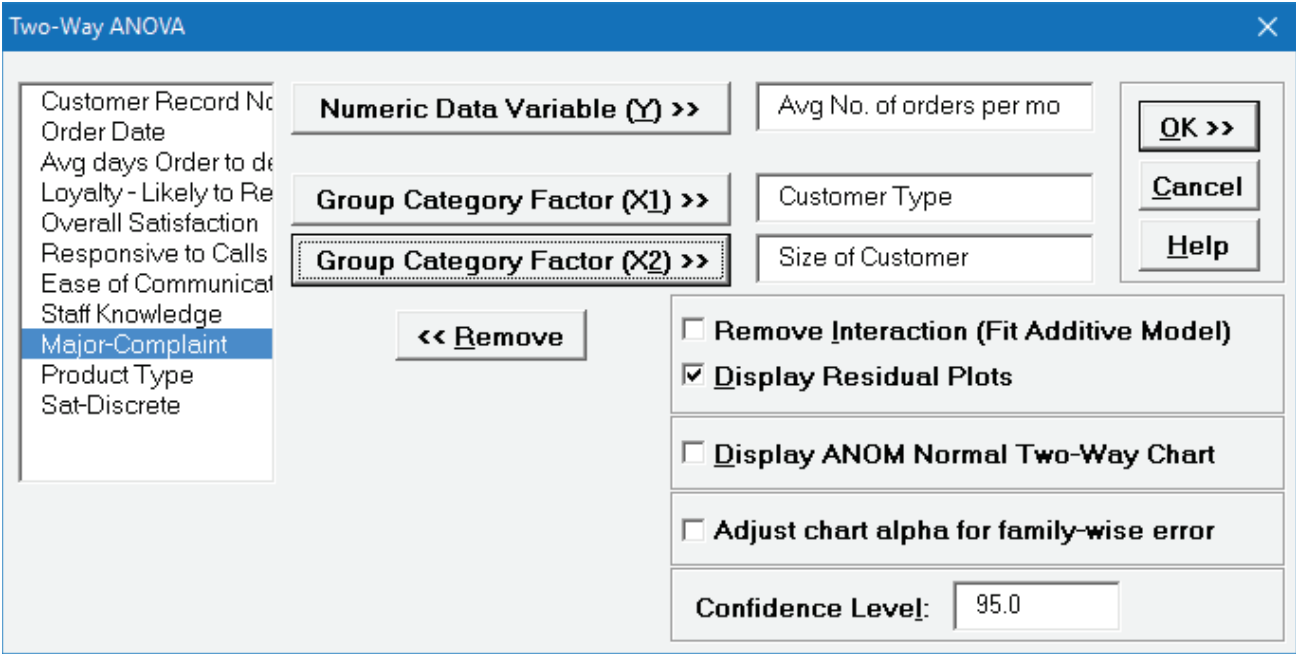 Two-Way ANOVA
Customer Record No
Order Date
Avg days Order to de
Loyalty - Likely to Re
Overall Satisfaction
Responsive to Calls
Ease of Communicat
Staff Knowledge
Major-Complaint
Product Type
Sat-Discrete
Numeric Data Variable (Y) >>
Avg No. of orders per mo
Group Category Factor (X1) >>
Customer Type
Group Category Factor (X2) >>
Size of Customer
<< Remove
OK >>
Cancel
Help
Remove Interaction (Fit Additive Model)
Display Residual Plots
Display ANOM Normal Two-Way Chart
Adjust chart alpha for family-wise error
Confidence Level:
95.0